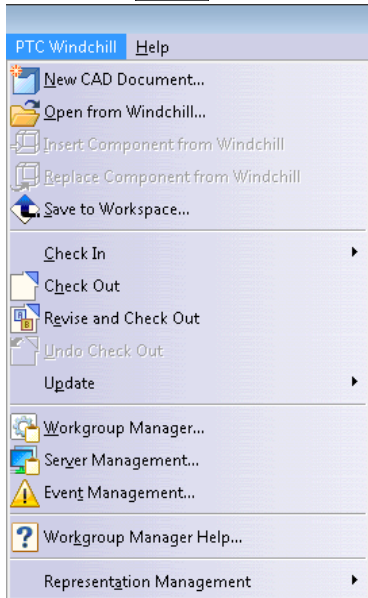 PTC Windchill Help
New CAD Document...
Open from Windchill...
Insert Component from Windchill
Replace Component from Windchill
Save to Workspace...
Check In
Check Out
Revise and Check Out
Undo Check Out
Update
Workgroup Manager...
Server Management...
Event Management...
Workgroup Manager Help...
Representation Management